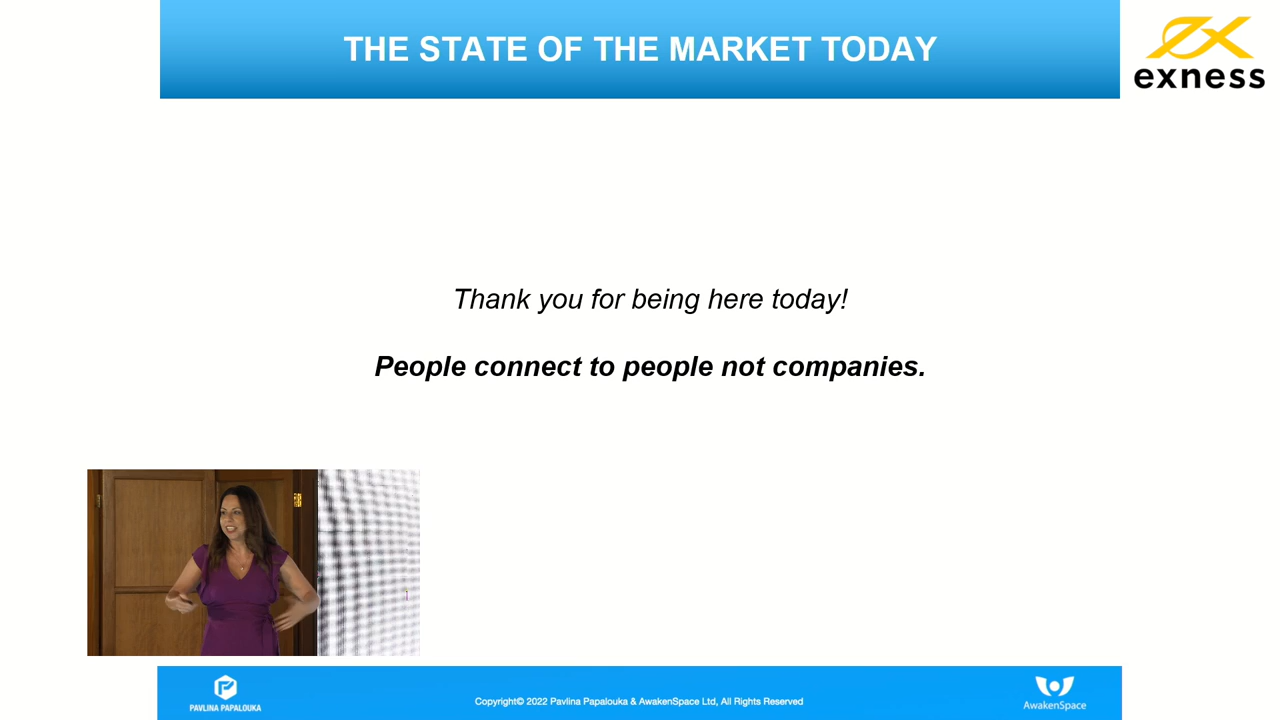 THE STATE OF THE MARKET TODAY
exness
Thank you for being here today!
People connect to people not companies.
PAVLINA PAPALOUKA
Copyright© 2022 Pavlina Papalouka & AwakenSpace Ltd, All Rights Reserved
AwakenSpace